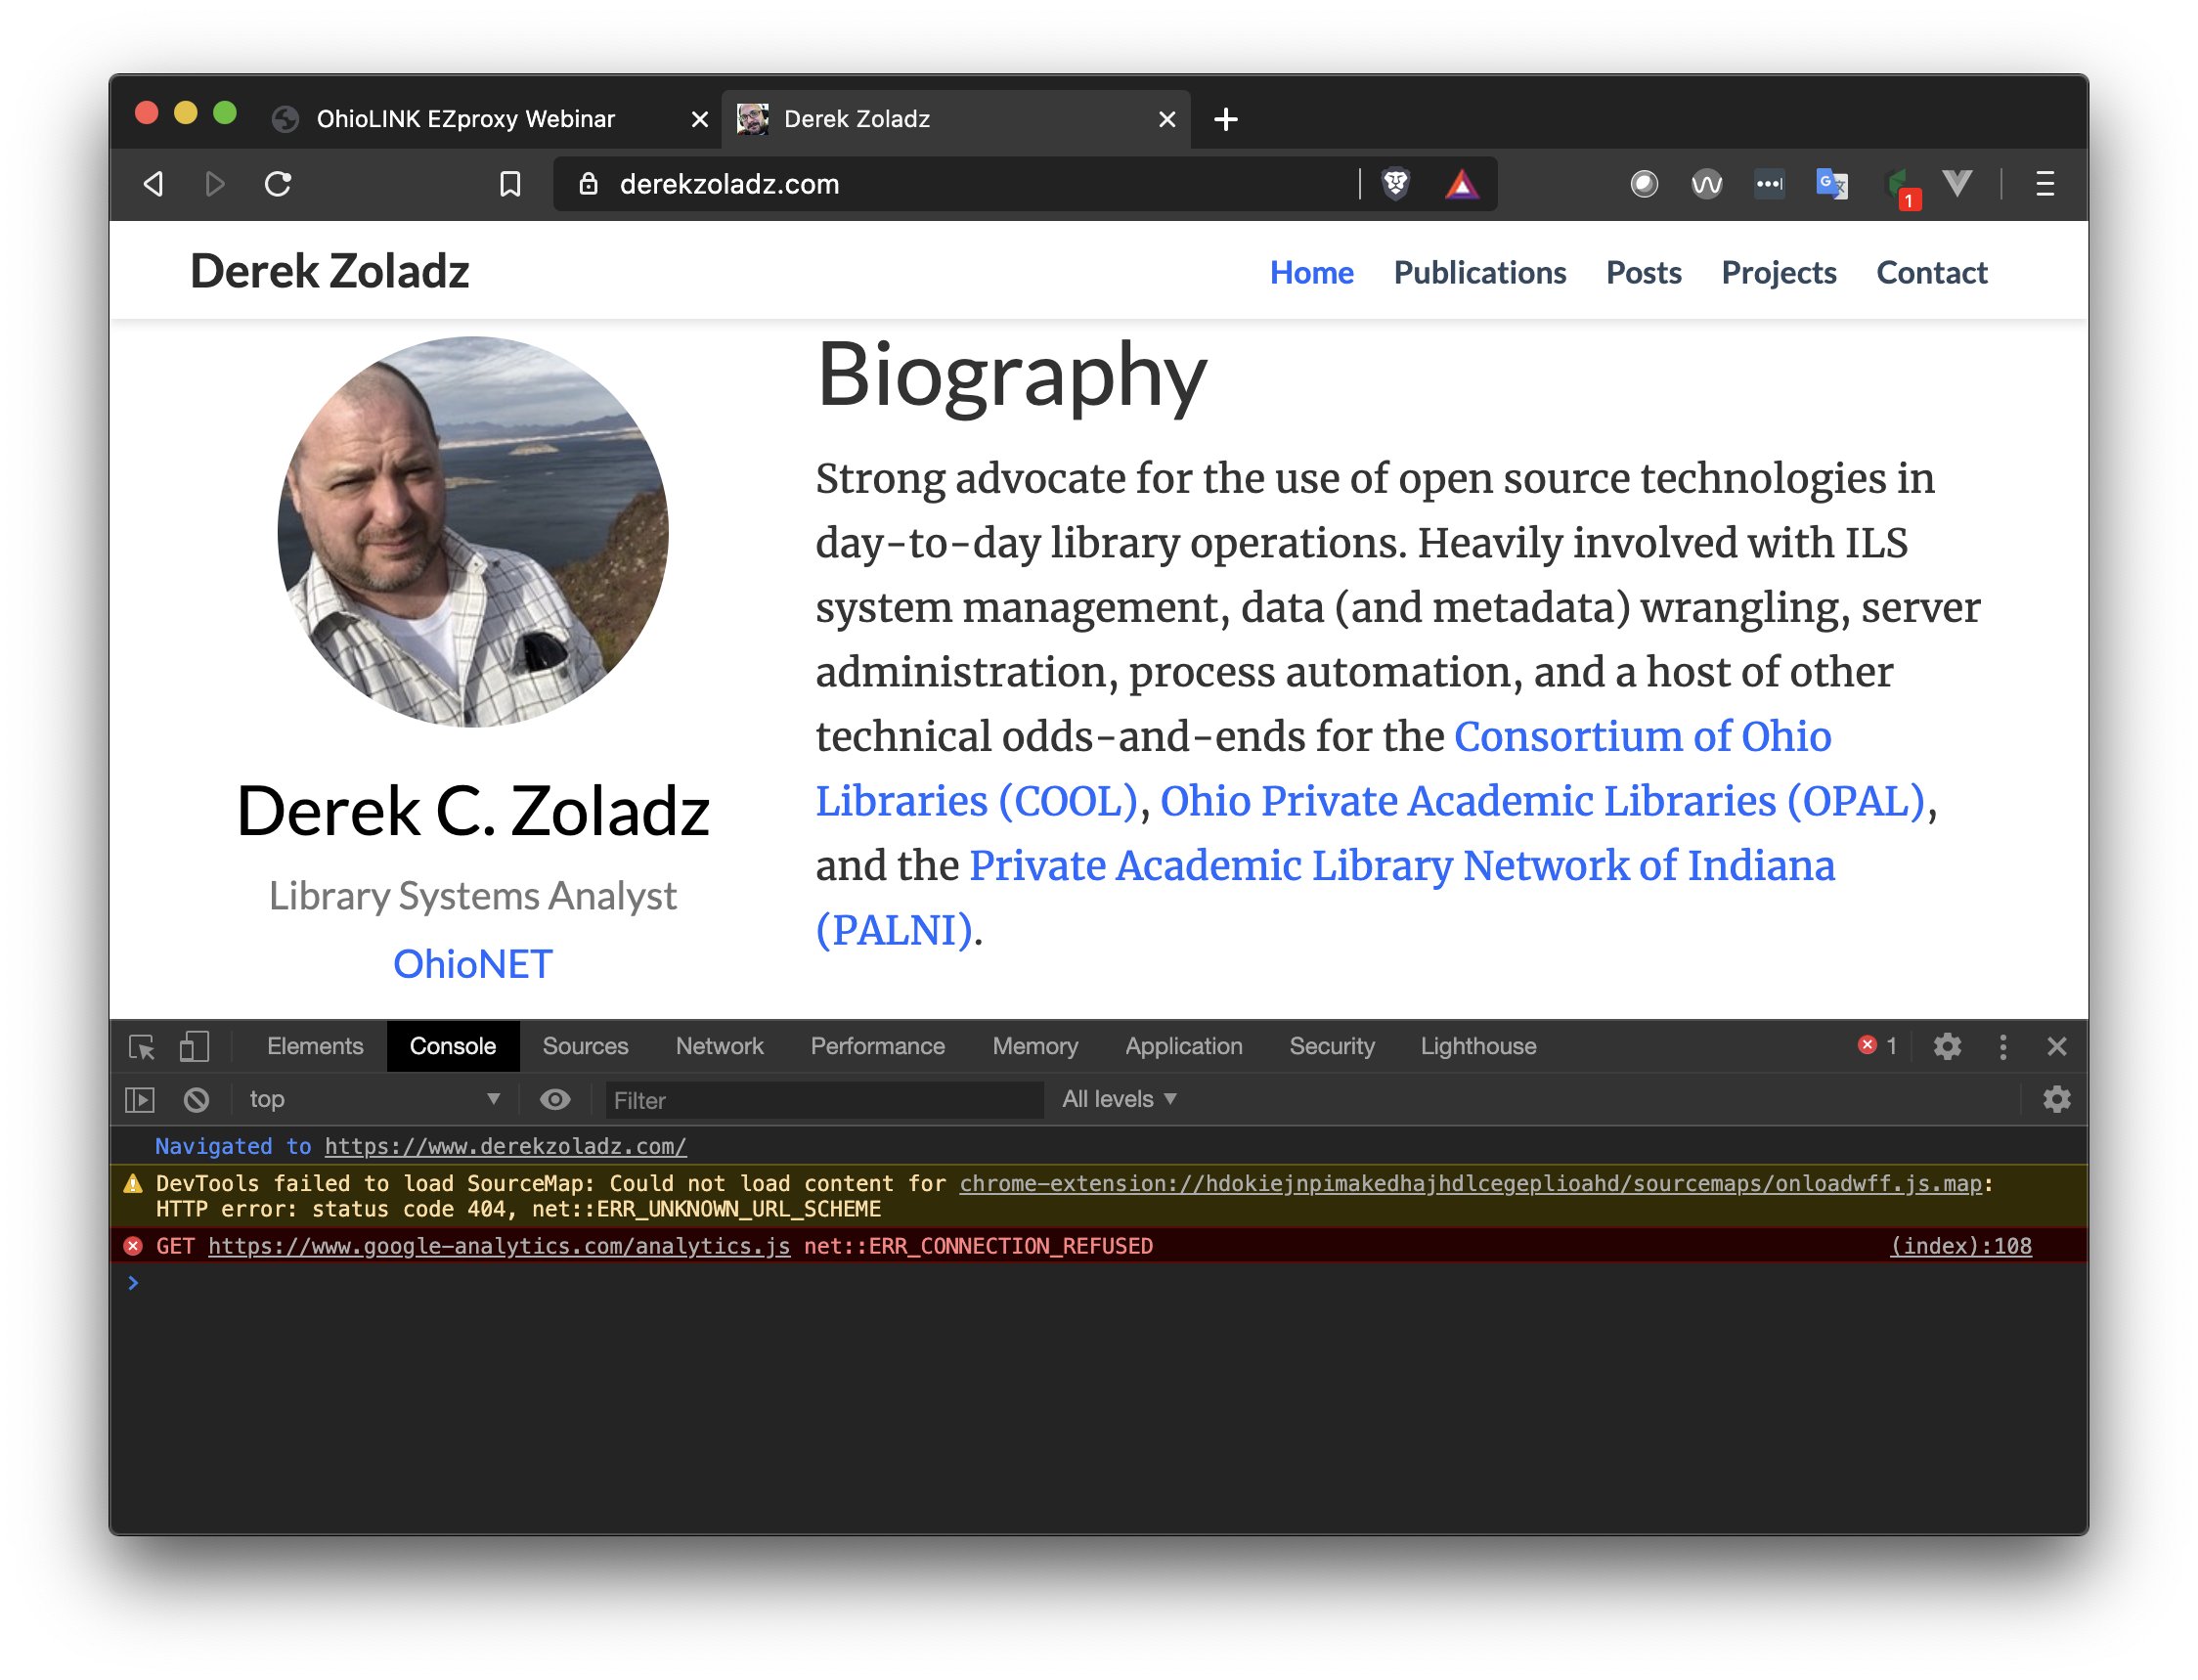 OhioLINK EZproxy Webinar
Derek Zoladz
derekzoladz.com
1
Derek Zoladz
Home Publications Posts Projects Contact
Biography
Strong advocate for the use of open source technologies in
day-to-day library operations. Heavily involved with ILS
system management, data (and metadata) wrangling, server
administration, process automation, and a host of other
technical odds-and-ends for the Consortium of Ohio
Libraries (COOL), Ohio Private Academic Libraries (OPAL),
and the Private Academic Library Network of Indiana
(PALNI).
Derek C. Zoladz
Library Systems Analyst
OhioNET
Elements Console Sources Network Performance Memory Application Security Lighthouse 1
top Filter All levels
Navigated to https://www.derekzoladz.com/
DevTools failed to load SourceMap: Could not load content for chrome-extension://hdokiejnpimakedhajhdlcegeplioahd/sourcemaps/onloadwff.js.map:
HTTP error: status code 404, net::ERR_UNKNOWN_URL_SCHEME
GET https://www.google-analytics.com/analytics.js net::ERR_CONNECTION_REFUSED (index):108